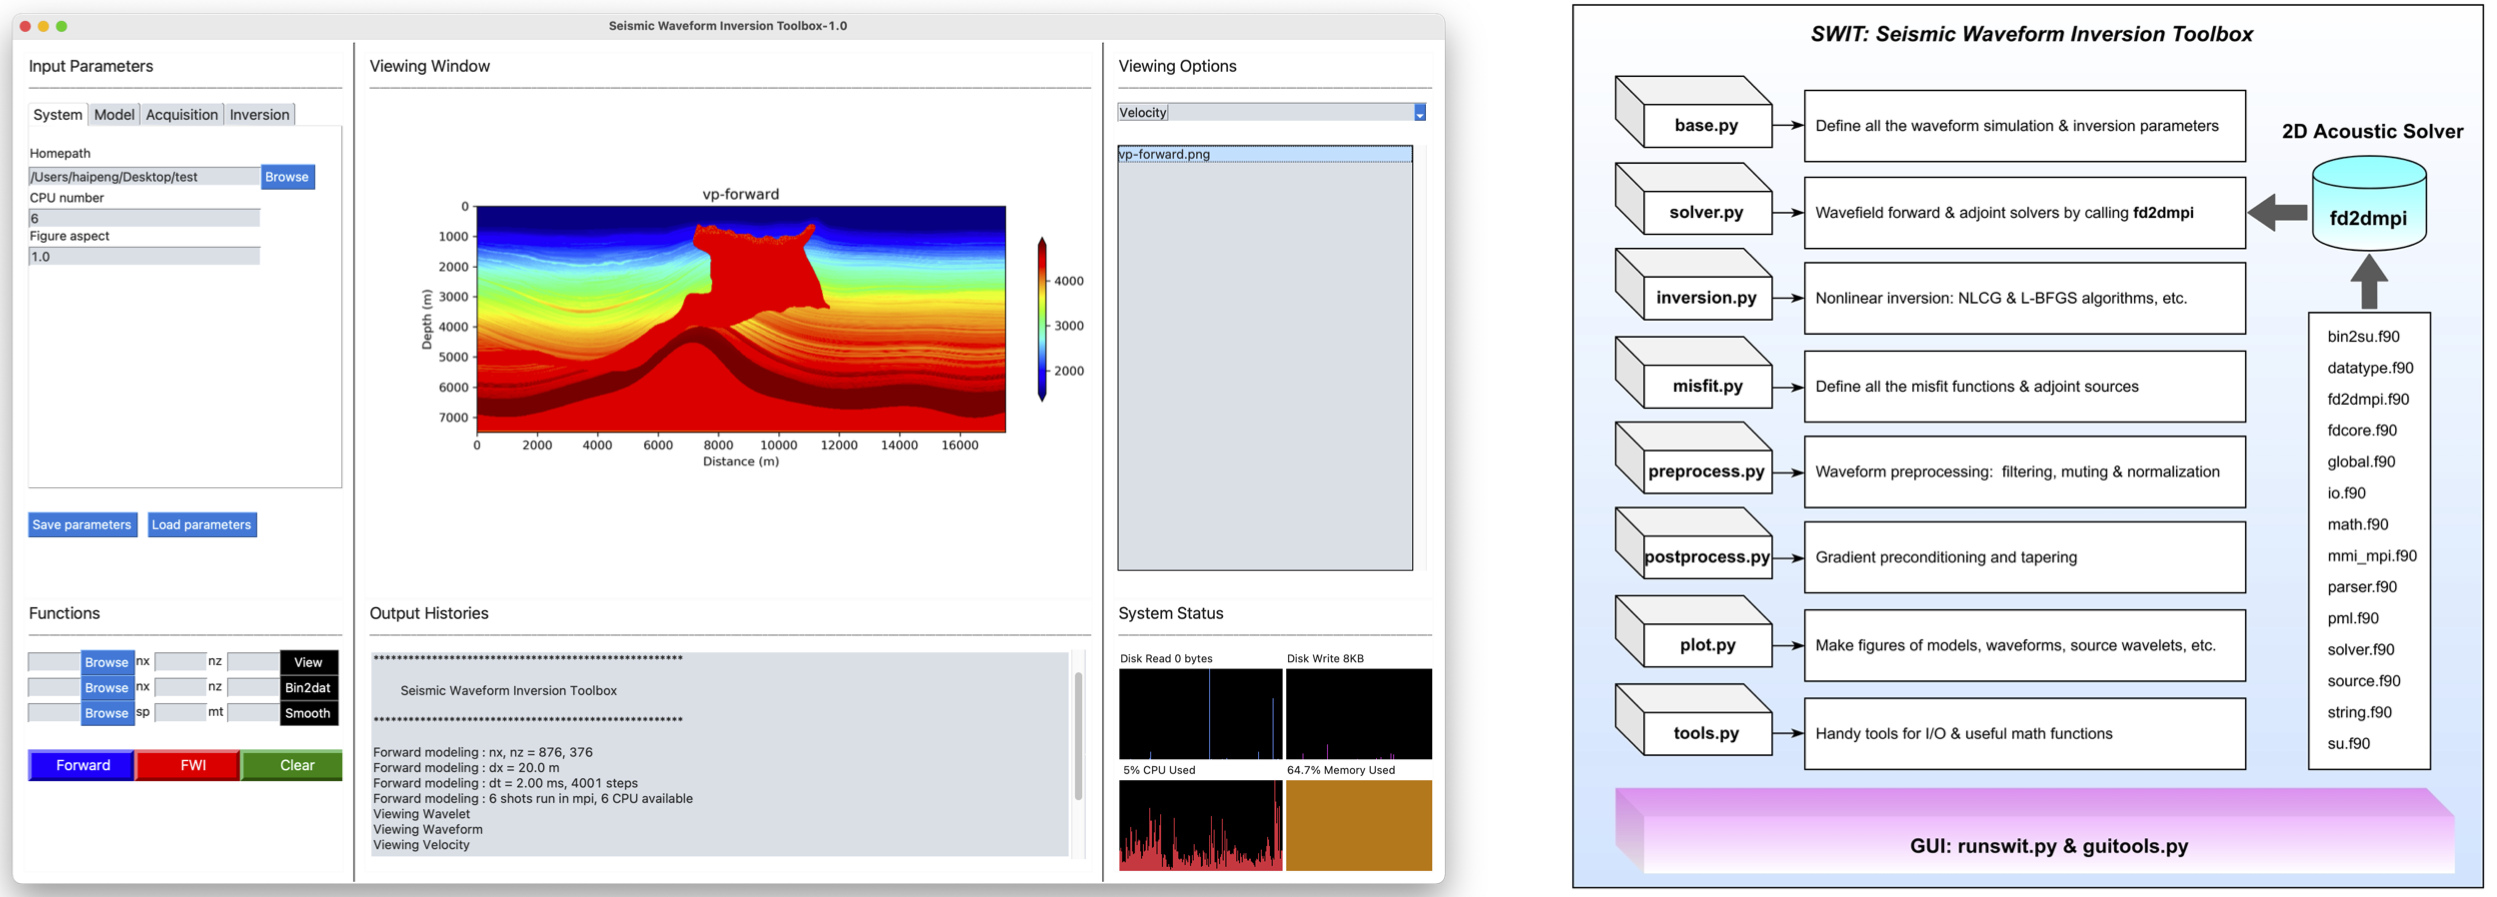 Seismic Waveform Inversion Toolbox-1.0
Input Parameters
System Model Acquisition Inversion
Homepath
/Users/haipeng/Desktop/test Browse
CPU number
6
Figure aspect
1.0
Save parameters Load parameters
Functions
Browse nx nz View
Browse nx nz Bin2dat
Browse sp mt Smooth
Forward FWI Clear
Viewing Window
vp-forward
0
1000
2000
3000
4000
5000
6000
7000
Depth (m)
0 2000 4000 6000 8000 10000 12000 14000 16000
Distance (m)
4000
3000
2000
Output Histories
*****************************************************
Seismic Waveform Inversion Toolbox
*****************************************************
Forward modeling : nx, nz = 876, 376
Forward modeling : dx = 20.0 m
Forward modeling : dt = 2.00 ms, 4001 steps
Forward modeling : 6 shots run in mpi, 6 CPU available
Viewing Wavelet
Viewing Waveform
Viewing Velocity
Viewing Options
Velocity
vp-forward.png
System Status
Disk Read 0 bytes Disk Write 8KB
5% CPU Used 64.7% Memory Used
SWIT: Seismic Waveform Inversion Toolbox
base.py Define all the waveform simulation & inversion parameters
solver.py Wavefield forward & adjoint solvers by calling fd2dmpi
inversion.py Nonlinear inversion: NLCG & L-BFGS algorithms, etc.
misfit.py Define all the misfit functions & adjoint sources
preprocess.py Waveform preprocessing: filtering, muting & normalization
postprocess.py Gradient preconditioning and tapering
plot.py Make figures of models, waveforms, source wavelets, etc.
tools.py Handy tools for I/O & useful math functions
2D Acoustic Solver
fd2dmpi
bin2su.f90
datatype.f90
fd2dmpi.f90
fdcore.f90
global.f90
io.f90
math.f90
mmi_mpi.f90
parser.f90
pml.f90
solver.f90
source.f90
string.f90
su.f90
GUI: runswit.py & guitools.py